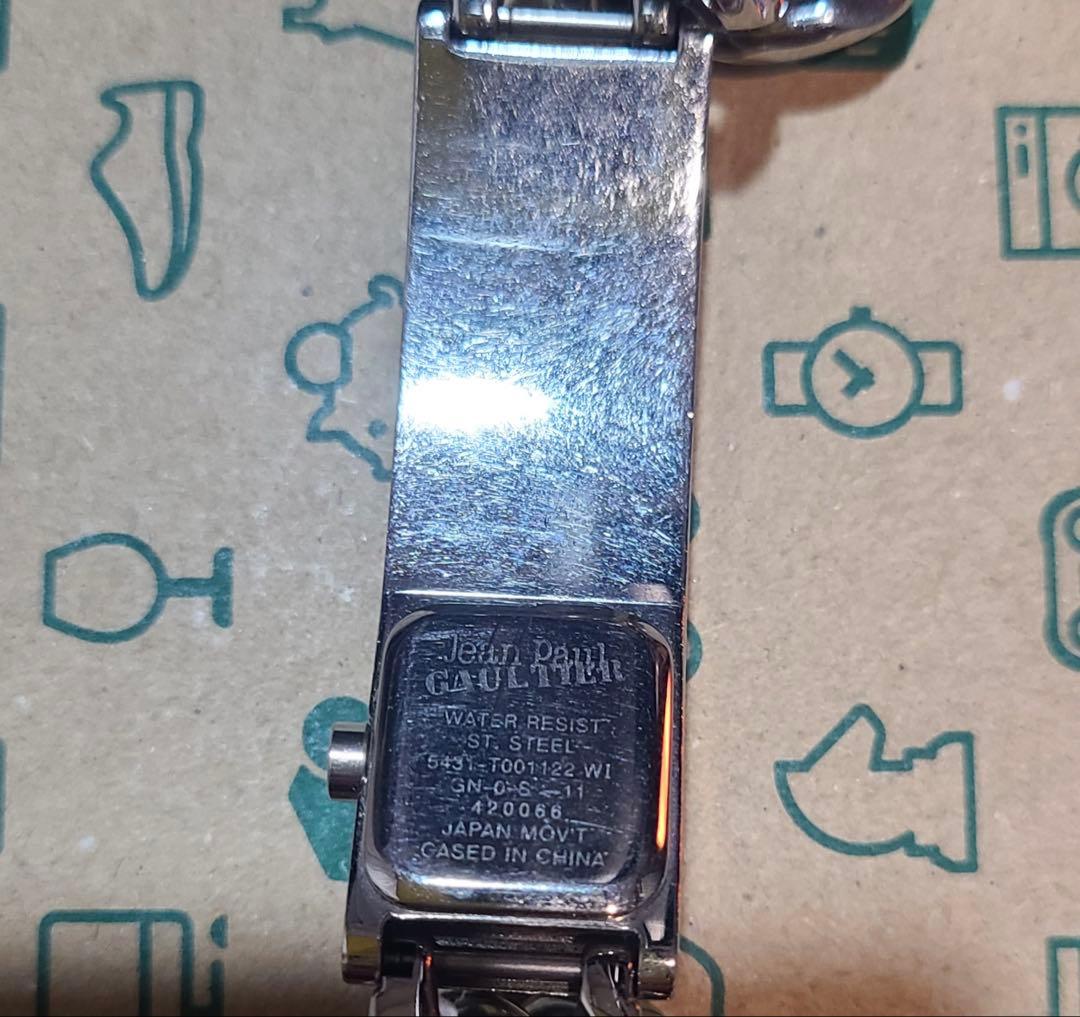 Jean Paul
GAULTIER
WATER RESIST
ST. STEEL
5431-T001122 WI
GN-0-S -11
420066
JAPAN MOV'T
CASED IN CHINA